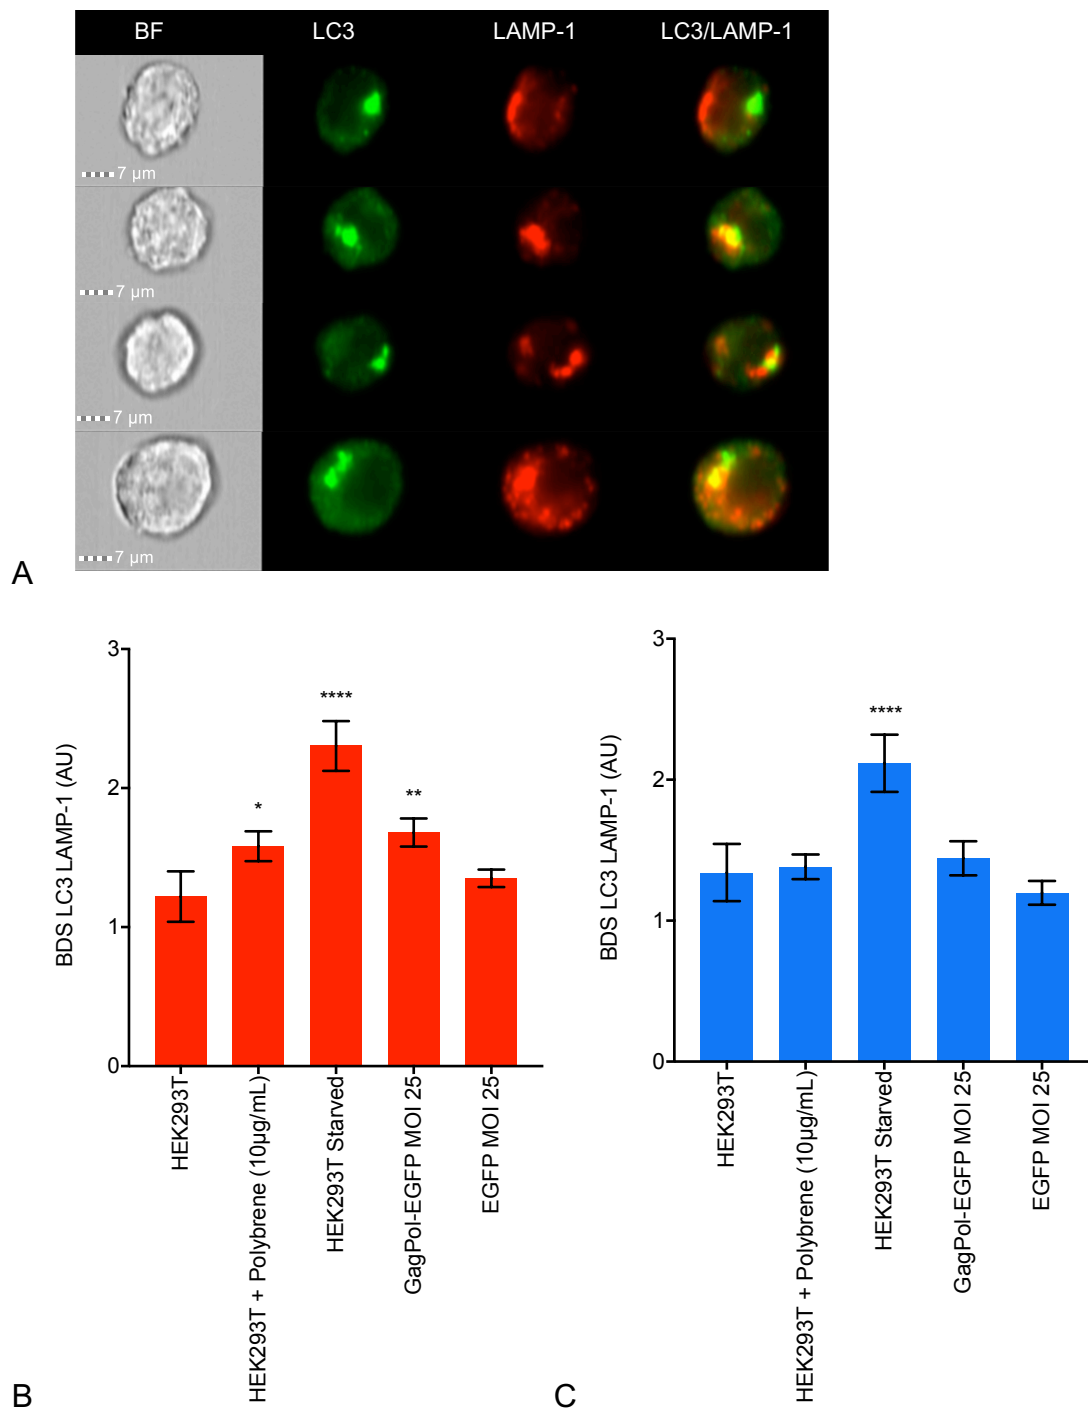 BF LC3 LAMP-1 LC3/LAMP-1
7 µm
7 µm
7 µm
7 µm
A
3
2
1
0
BDS LC3 LAMP-1 (AU)
*
****
**
HEK293T
HEK293T + Polybrene (10µg/mL)
HEK293T Starved
GagPol-EGFP MOI 25
EGFP MOI 25
B
3
2
1
0
BDS LC3 LAMP-1 (AU)
****
HEK293T
HEK293T + Polybrene (10µg/mL)
HEK293T Starved
GagPol-EGFP MOI 25
EGFP MOI 25
C